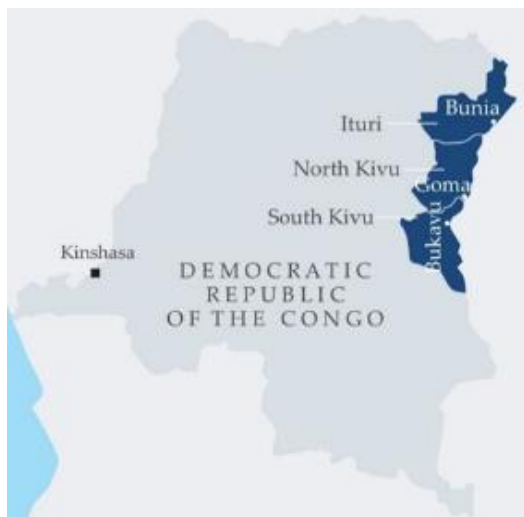 Bunia
Ituri
North Kivu
Goma
South Kivu
Bukavu
Kinshasa
DEMOCRATIC
REPUBLIC
OF THE CONGO